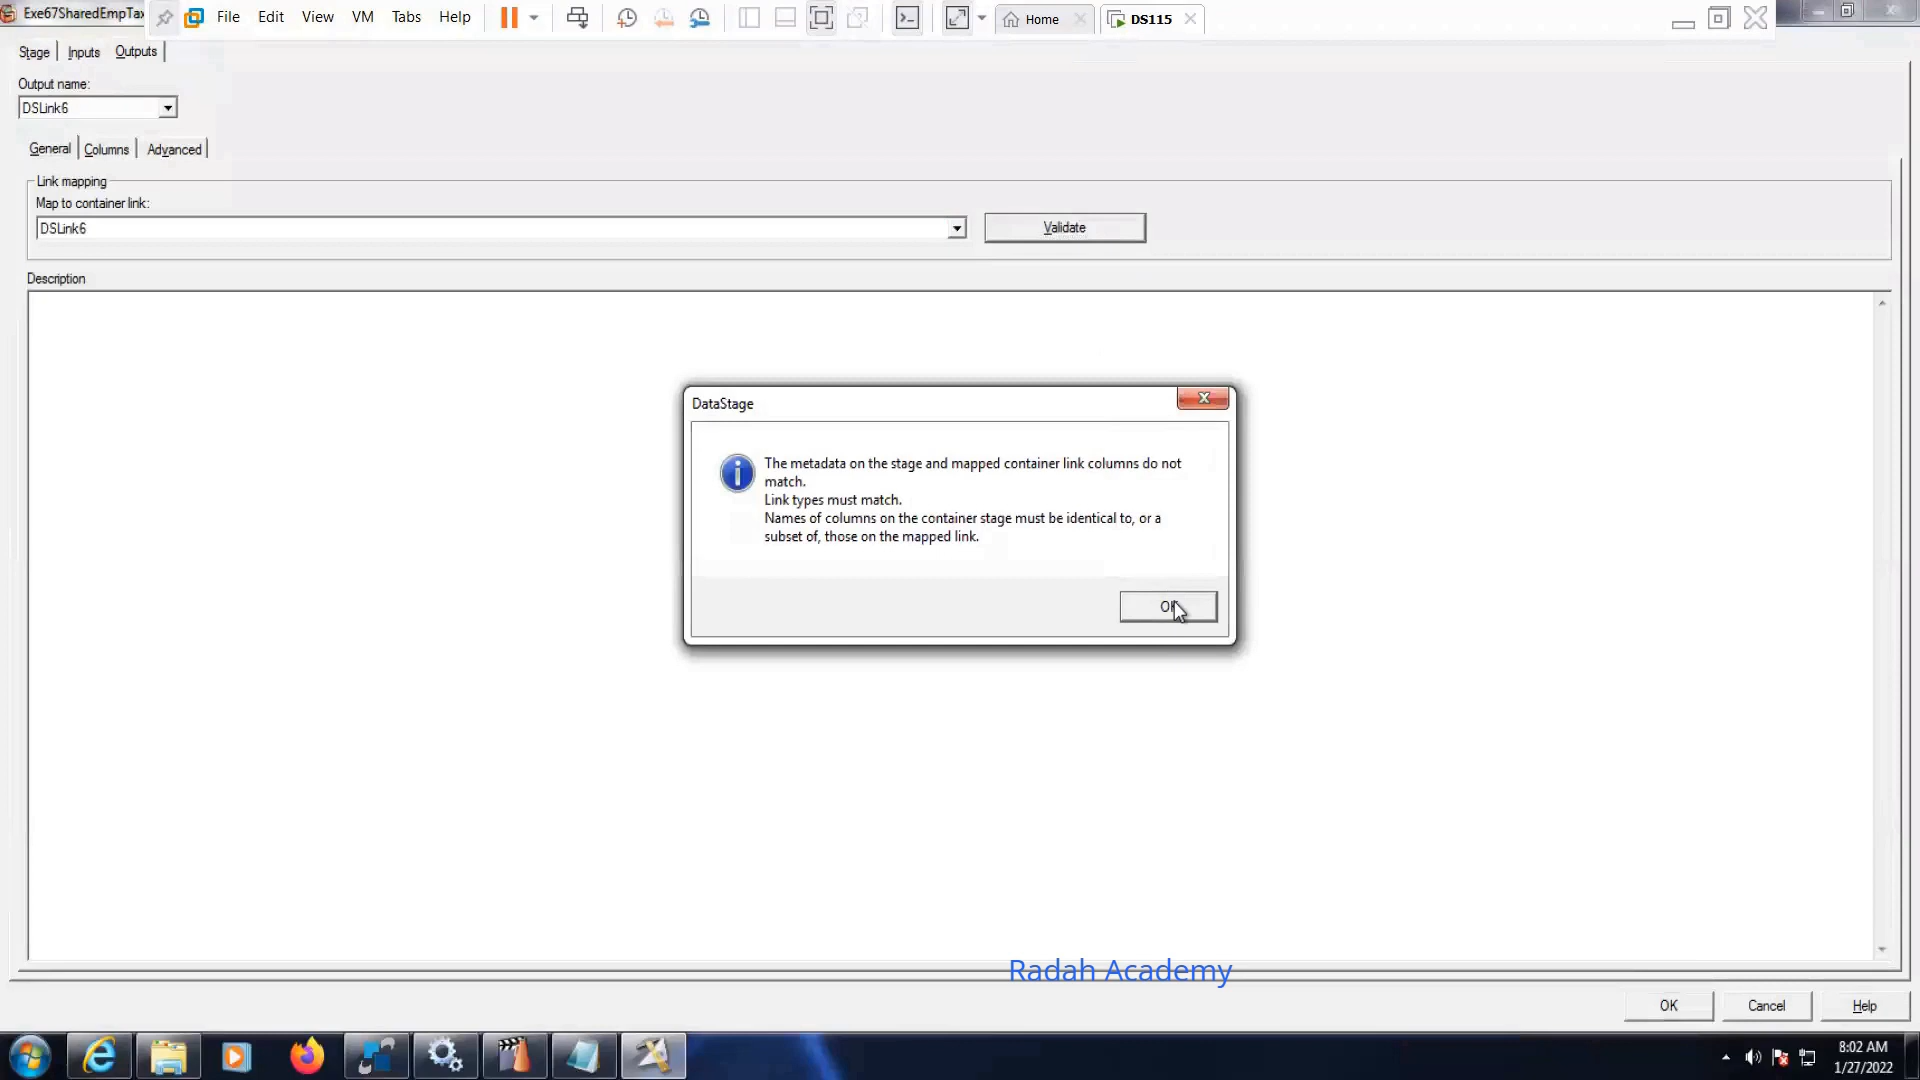 Exe67SharedEmpTax
File Edit View VM Tabs Help
Home
DS115
Stage Inputs Outputs
Output name:
DSLink6
General Columns Advanced
Link mapping
Map to container link:
DSLink6
Validate
Description
DataStage
The metadata on the stage and mapped container link columns do not
match.
Link types must match.
Names of columns on the container stage must be identical to, or a
subset of, those on the mapped link.
OK
Radah Academy
OK Cancel Help
8:02 AM
1/27/2022